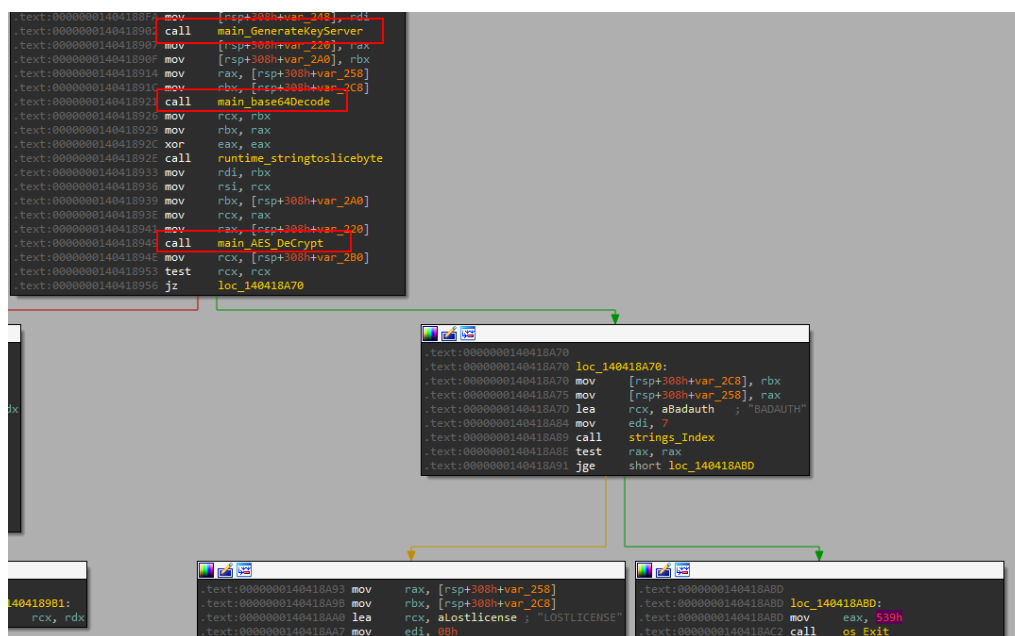 .text:00000001404188FA mov [rsp+308h+var_248], rdi
.text:0000000140418902 call main_GenerateKeyServer
.text:0000000140418907 mov [rsp+308h+var_220], rax
.text:000000014041890F mov [rsp+308h+var_2A0], rbx
.text:0000000140418914 mov rax, [rsp+308h+var_258]
.text:000000014041891C mov rbx, [rsp+308h+var_2C8]
.text:0000000140418921 call main_base64Decode
.text:0000000140418926 mov rcx, rbx
.text:0000000140418929 mov rbx, rax
.text:000000014041892C xor eax, eax
.text:000000014041892E call runtime_stringtoslicebyte
.text:0000000140418933 mov rdi, rbx
.text:0000000140418936 mov rsi, rcx
.text:0000000140418939 mov rbx, [rsp+308h+var_2A0]
.text:000000014041893E mov rcx, rax
.text:0000000140418941 mov rax, [rsp+308h+var_220]
.text:0000000140418949 call main_AES_DeCrypt
.text:000000014041894E mov rcx, [rsp+308h+var_2B0]
.text:0000000140418953 test rcx, rcx
.text:0000000140418956 jz loc_140418A70
.text:0000000140418A70
.text:0000000140418A70 loc_140418A70:
.text:0000000140418A70 mov [rsp+308h+var_2C8], rbx
.text:0000000140418A75 mov [rsp+308h+var_258], rax
.text:0000000140418A7D lea rcx, aBadauth ; "BADAUTH"
.text:0000000140418A84 mov edi, 7
.text:0000000140418A89 call strings_Index
.text:0000000140418A8E test rax, rax
.text:0000000140418A91 jge short loc_140418ABD
dx
1404189B1:
rcx, rdx
.text:0000000140418A93 mov rax, [rsp+308h+var_258]
.text:0000000140418A9B mov rbx, [rsp+308h+var_2C8]
.text:0000000140418AA0 lea rcx, aLostlicense ; "LOSTLICENSE"
.text:0000000140418AA7 mov edi, 0Bh
.text:0000000140418ABD
.text:0000000140418ABD loc_140418ABD:
.text:0000000140418ABD mov eax, 539h
.text:0000000140418AC2 call os_Exit